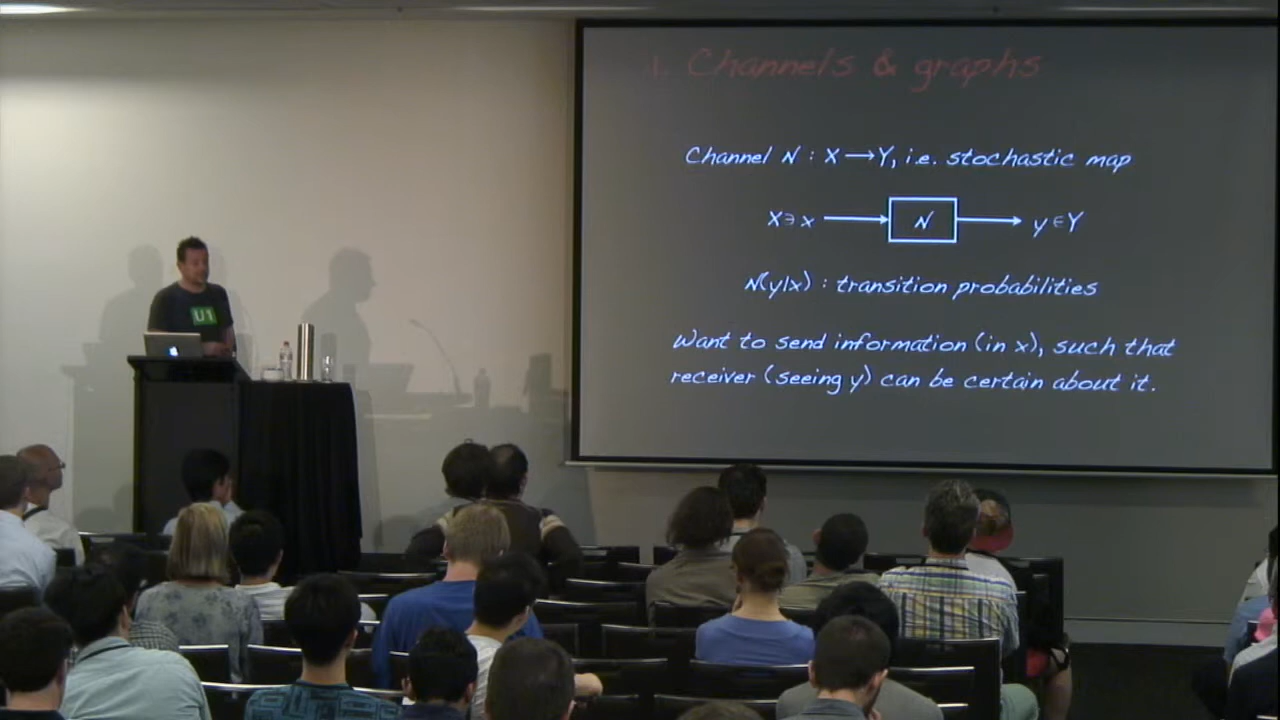 1. Channels & graphs
Channel N : X→Y, i.e. stochastic map
X∋x → N → y∈Y
N(y|x) : transition probabilities
Want to send information (in x), such that
receiver (seeing y) can be certain about it.
U1